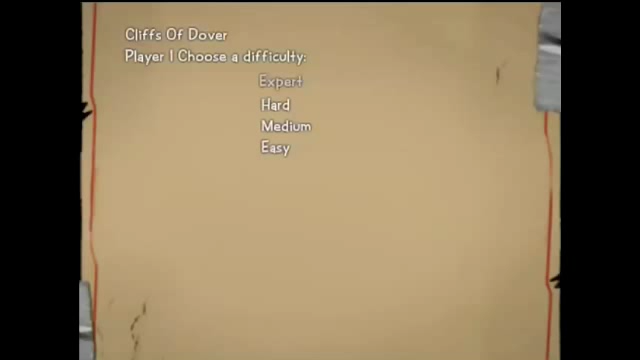 Cliffs Of Dover
Player 1 Choose a difficulty:
Expert
Hard
Medium
Easy